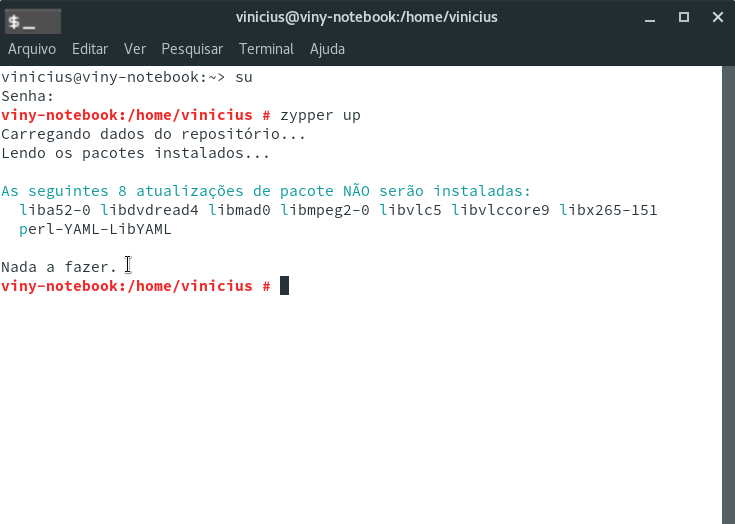 $_
vinicius@viny-notebook:/home/vinicius
Arquivo Editar Ver Pesquisar Terminal Ajuda
vinicius@viny-notebook:~> su
Senha:
viny-notebook:/home/vinicius # zypper up
Carregando dados do repositório...
Lendo os pacotes instalados...
As seguintes 8 atualizações de pacote NÃO serão instaladas:
liba52-0 libdvdread4 libmad0 libmpeg2-0 libvlc5 libvlccore9 libx265-151
perl-YAML-LibYAML
Nada a fazer.
viny-notebook:/home/vinicius #